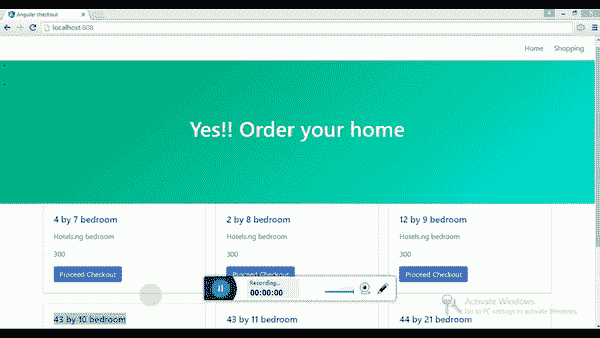 Angular checkout
localhost:808
Home Shopping
Yes!! Order your home
4 by 7 bedroom
Hotels.ng bedroom
300
Proceed Checkout
2 by 8 bedroom
Hotels.ng bedroom
300
Proceed Checkout
12 by 9 bedroom
Hotels.ng bedroom
300
Proceed Checkout
Recording...
00:00:00
Activate Windows
Go to PC settings to activate Windows.
43 by 10 bedroom
43 by 11 bedroom
44 by 21 bedroom